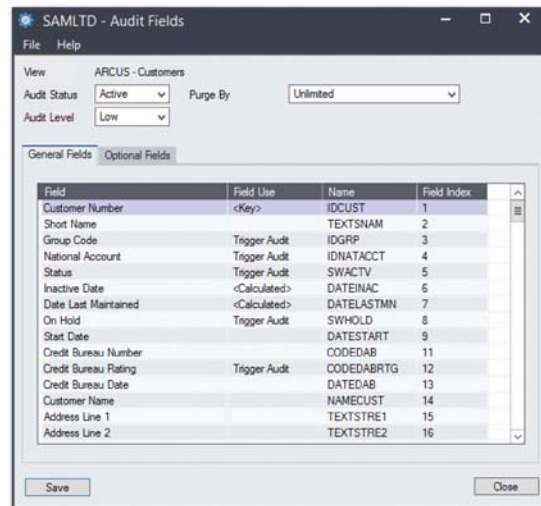 SAMLTD - Audit Fields
File Help
View ARCUS - Customers
Audit Status Active Purge By Unlimited
Audit Level Low
General Fields Optional Fields
Field Field Use Name Field Index
Customer Number <Key> IDCUST 1
Short Name TEXTSNAM 2
Group Code Trigger Audit IDGRP 3
National Account Trigger Audit IDNATACCT 4
Status Trigger Audit SWACTV 5
Inactive Date <Calculated> DATEINAC 6
Date Last Maintained <Calculated> DATELASTMN 7
On Hold Trigger Audit SWHOLD 8
Start Date DATESTART 9
Credit Bureau Number CODEDAB 11
Credit Bureau Rating Trigger Audit CODEDABRTG 12
Credit Bureau Date DATEDAB 13
Customer Name NAMECUST 14
Address Line 1 TEXTSTRE1 15
Address Line 2 TEXTSTRE2 16
Save Close